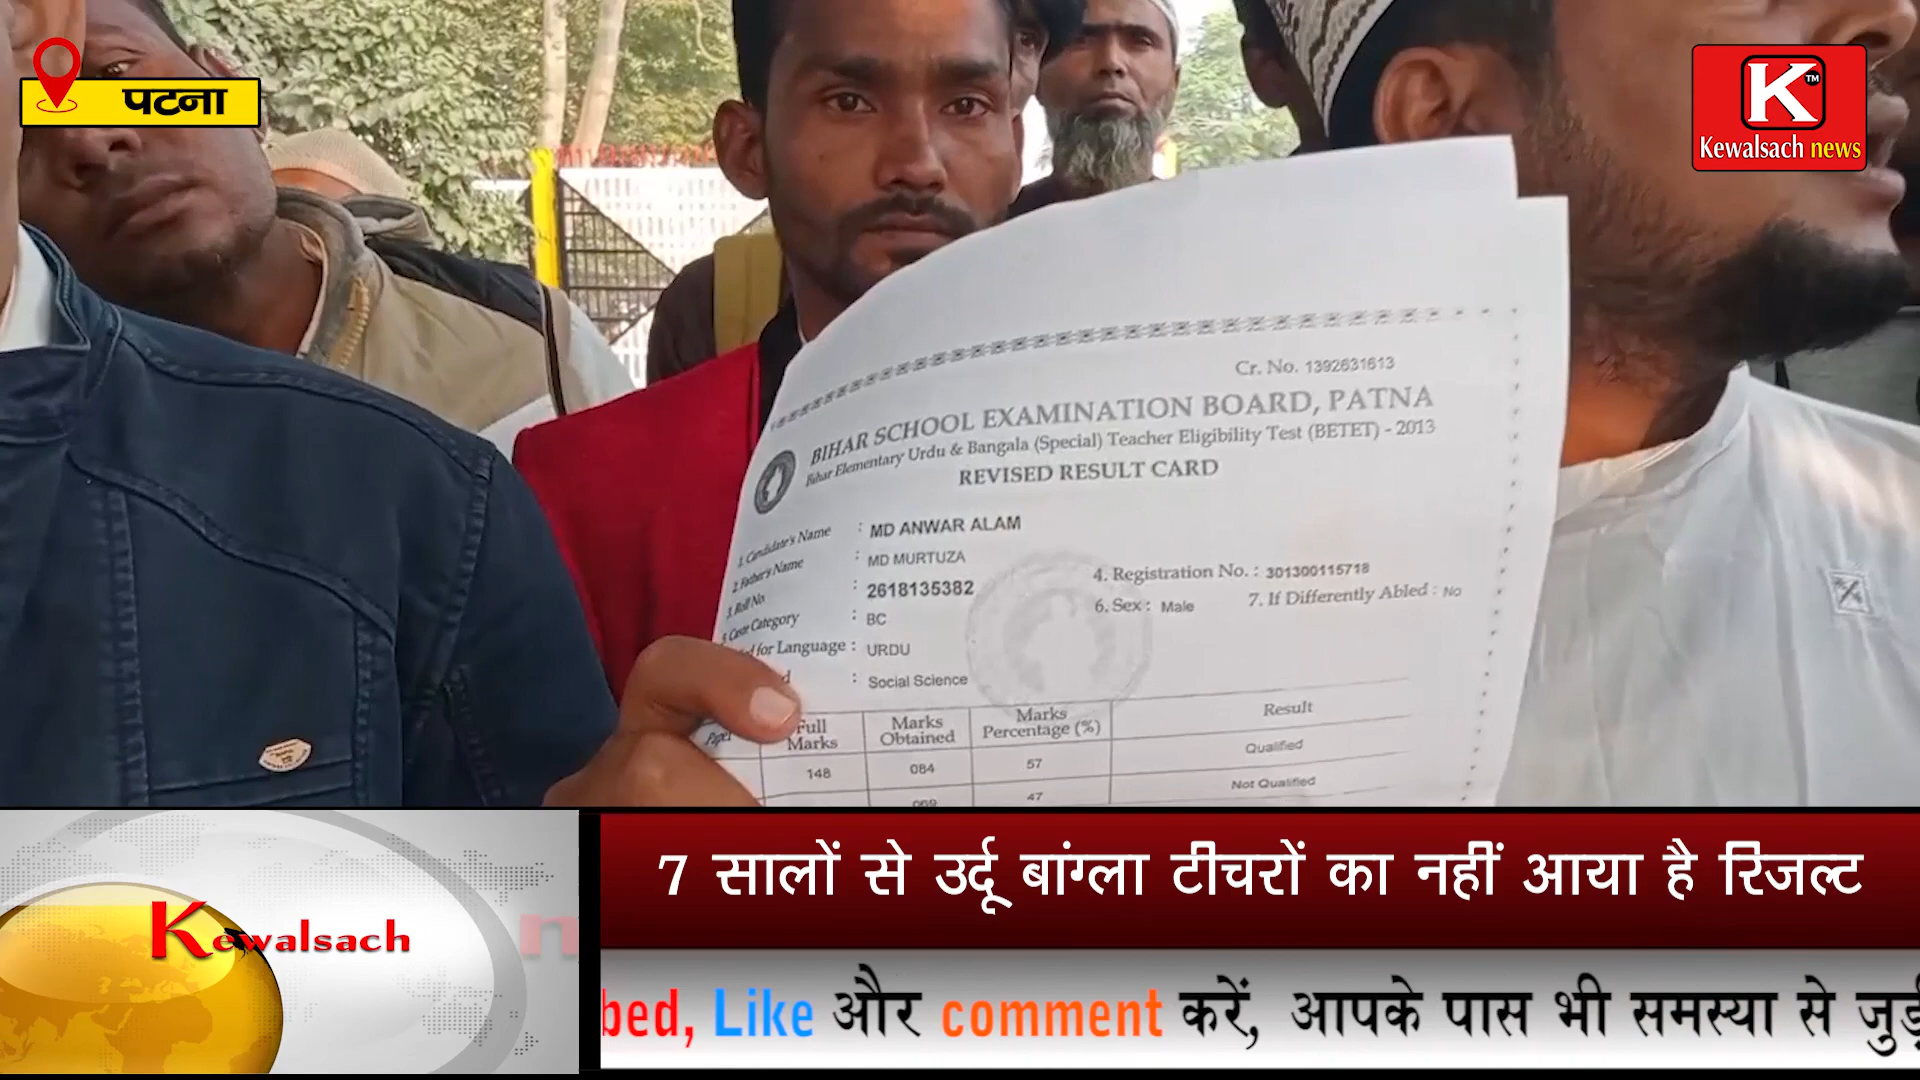 पटना
K™
Kewalsach news
Cr. No. 1392631613
BIHAR SCHOOL EXAMINATION BOARD, PATNA
Bihar Elementary Urdu & Bangala (Special) Teacher Eligibility Test (BETET) - 2013
REVISED RESULT CARD
1. Candidate's Name : MD ANWAR ALAM
2. Father's Name : MD MURTUZA
3. Roll No. : 2618135382
4. Registration No. : 301300115718
5. Caste Category : BC
6. Sex : Male 7. If Differently Abled : No
for Language : URDU
: Social Science
Paper Full Marks Marks Obtained Marks Percentage (%) Result
148 084 57 Qualified
069 47 Not Qualified
Kewalsach
7 सालों से उर्दू बांग्ला टीचरों का नहीं आया है रिजल्ट
bed, Like और comment करें, आपके पास भी समस्या से